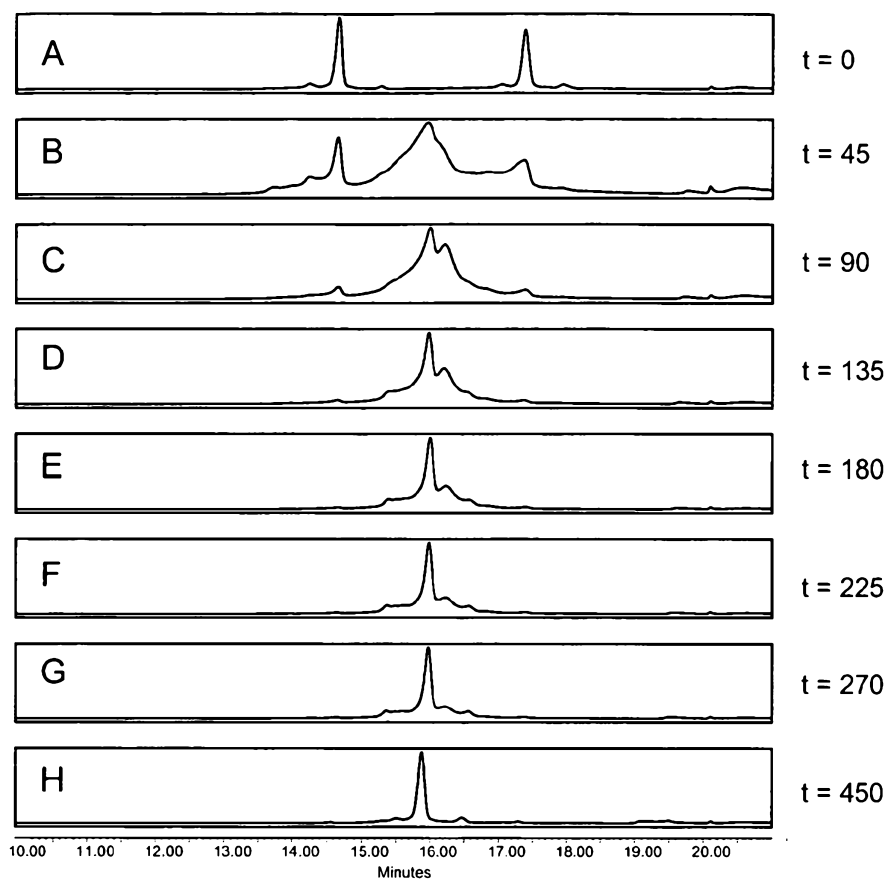 A t = 0
B t = 45
C t = 90
D t = 135
E t = 180
F t = 225
G t = 270
H t = 450
10.00 11.00 12.00 13.00 14.00 15.00 16.00 17.00 18.00 19.00 20.00
Minutes